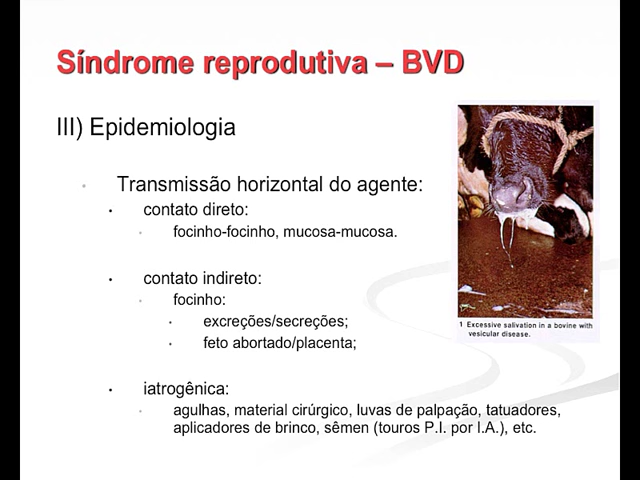 Síndrome reprodutiva – BVD
III) Epidemiologia
Transmissão horizontal do agente:
contato direto:
focinho-focinho, mucosa-mucosa.
contato indireto:
focinho:
excreções/secreções;
feto abortado/placenta;
iatrogênica:
agulhas, material cirúrgico, luvas de palpação, tatuadores,
aplicadores de brinco, sêmen (touros P.I. por I.A.), etc.
1 Excessive salivation in a bovine with
vesicular disease.